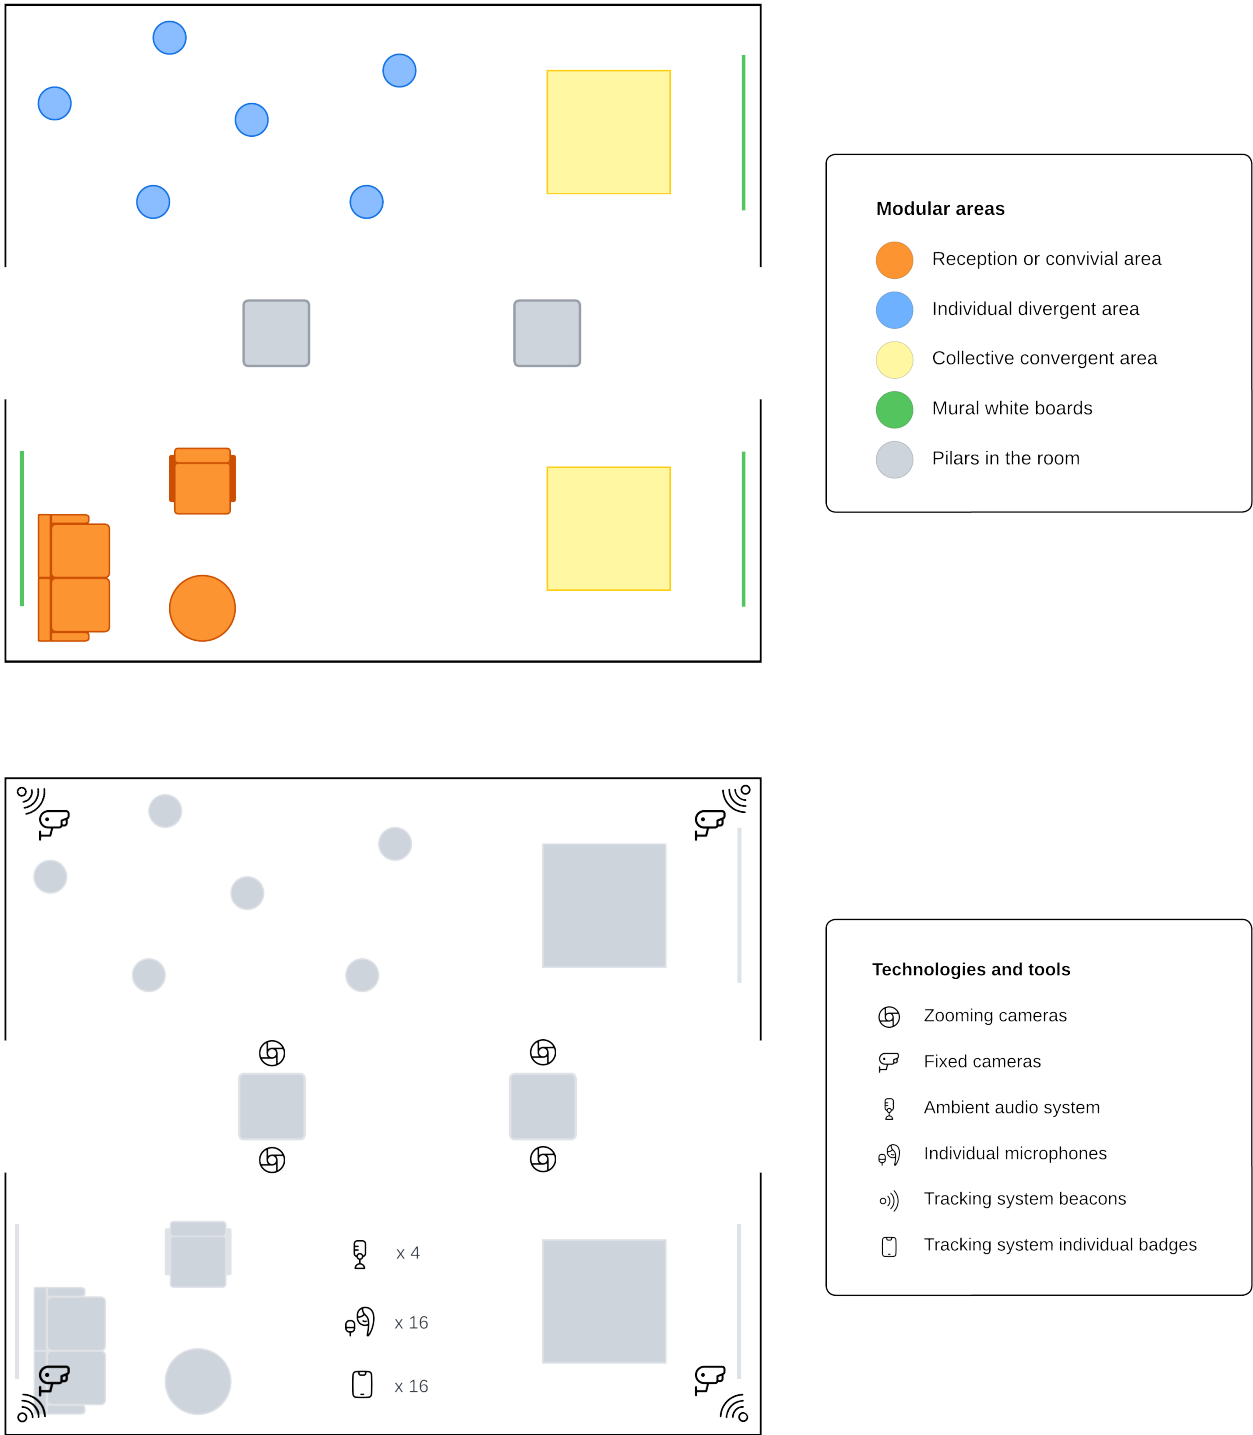 Modular areas
Reception or convivial area
Individual divergent area
Collective convergent area
Mural white boards
Pilars in the room
Technologies and tools
Zooming cameras
Fixed cameras
Ambient audio system
Individual microphones
Tracking system beacons
Tracking system individual badges
x 4
x 16
x 16